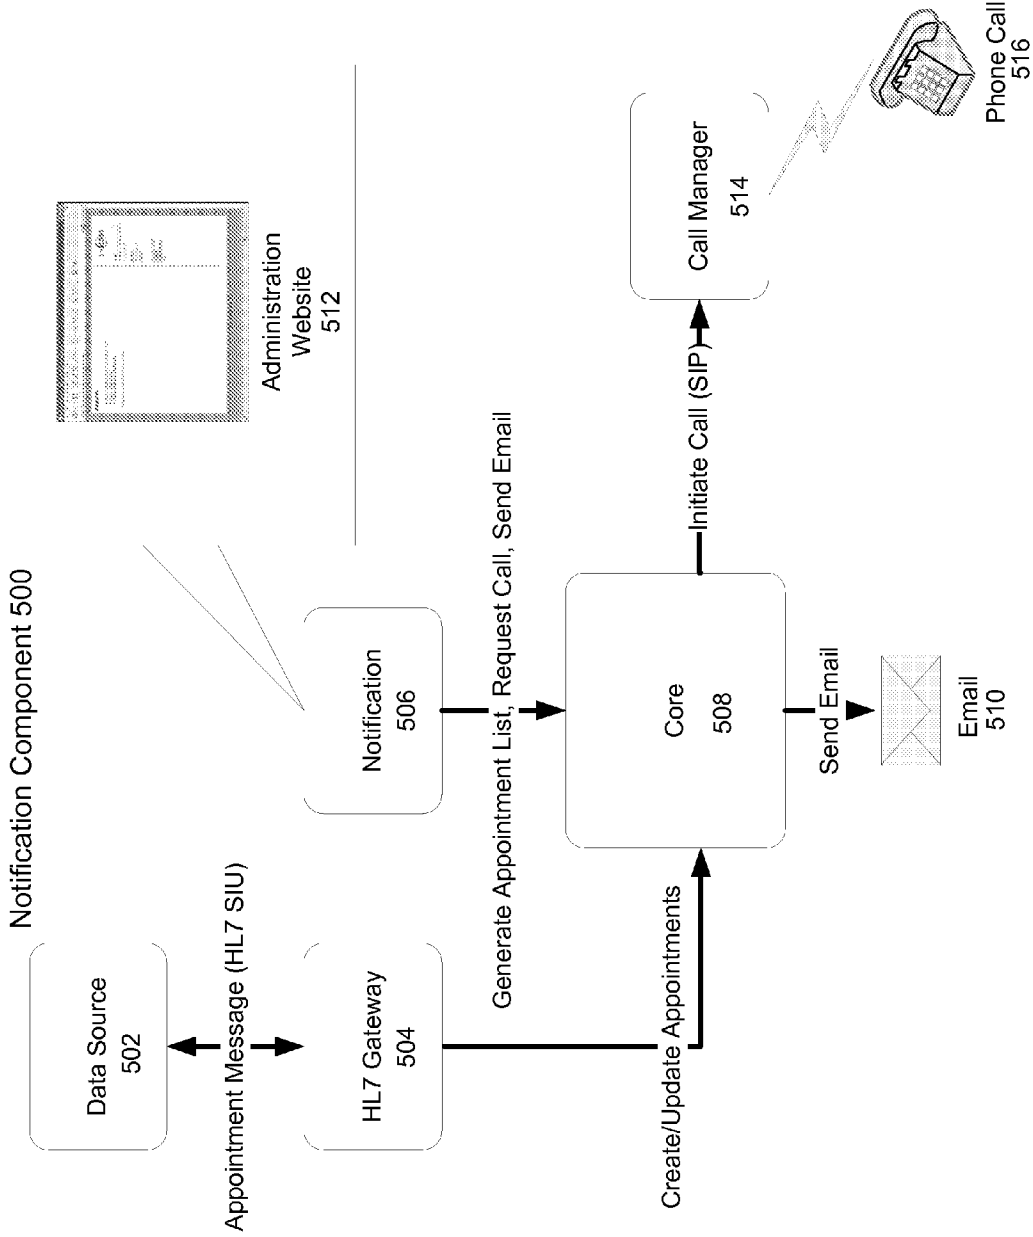 Notification Component 500
Data Source
502
Appointment Message (HL7 SIU)
HL7 Gateway
504
Create/Update Appointments
Notification
506
Generate Appointment List, Request Call, Send Email
Core
508
Send Email
Email
510
Administration
Website
512
Initiate Call (SIP)
Call Manager
514
Phone Call
516